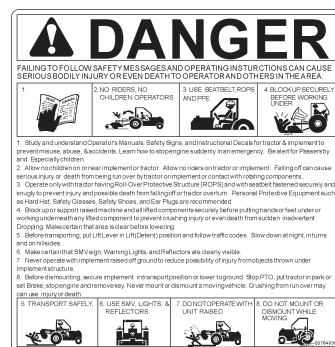 DANGER
FAILING TO FOLLOW SAFETY MESSAGES AND OPERATING INSTURCTIONS CAN CAUSE
SERIOUS BODILY INJURY OR EVEN DEATH TO OPERATOR AND OTHERS IN THE AREA.
1.
2. NO RIDERS, NO
CHILDREN OPERATORS
3. USE SEATBELT, ROPS
AND PPE
4. BLOCK UP SECURELY
BEFORE WORKING
UNDER.
1. Study and understand Operator's Manuals, Safety Signs, and Instructional Decals for tractor & implement to
prevent misuse, abuse, & accidents. Learn how to stop engine suddenly in an emergency. Be alert for Passersby
and Especially children.
2. Allow no children on or near implement or tractor. Allow no riders on tractor or implement. Falling off can cause
serious injury or death from being run over by tractor or implement or contact with rotating components.
3. Operate only with tractor having Roll-Over Protective Structure (ROPS) and with seatbelt fastened securely and
snugly to prevent injury and possible death from falling off or tractor overturn. Personal Protective Equipment such
as Hard Hat, Safety Glasses, Safety Shoes, and Ear Plugs are recommended.
4. Block up or support raised machine and all lifted components securely before putting hands or feet under or
working underneath any lifted component to prevent crushing injury or even death from sudden inadvertent
Dropping. Make certain that area is clear before lowering.
5. Before transporting, put Lift Lever in Lift (Detent) position and follow traffic codes. Slow down at night, in turns
and on hillsides.
6. Make certain that SMV sign, Warning Lights, and Reflectors are clearly visible.
7. Never operate with implement raised off ground to reduce possibility of injury from objects thrown under
implement structure.
8. Before dismounting, secure implement in transport position or lower to ground. Stop PTO, put tractor in park or
set Brake, stop engine and remove key. Never mount or dismount a moving vehicle. Crushing from run over may
can use injury or death
5. TRANSPORT SAFELY,
6. USE SMV, LIGHTS, &
REFLECTORS.
7. DO NOT OPERATE WITH
UNIT RAISED
8. DO NOT MOUNT OR
DISMOUNT WHILE
MOVING